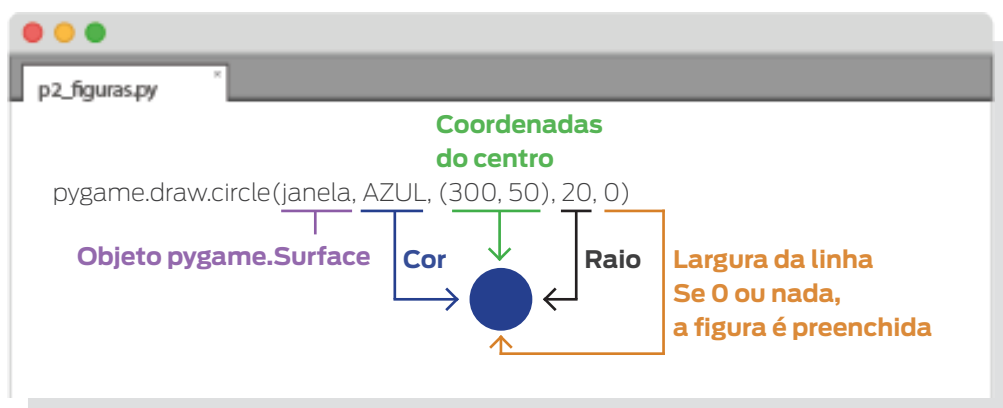 p2_figuras.py ×
Coordenadas
do centro
pygame.draw.circle(janela, AZUL, (300, 50), 20, 0)
Objeto pygame.Surface
Cor
Raio
Largura da linha
Se 0 ou nada,
a figura é preenchida